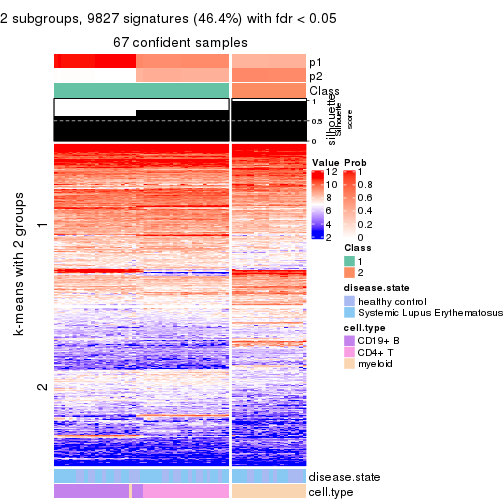 2 subgroups, 9827 signatures (46.4%) with fdr < 0.05
67 confident samples
p1
p2
Class
1
0.5
0
silhouette
Silhouette
score
k-means with 2 groups
1
2
Value
12
10
8
6
4
2
Prob
1
0.8
0.6
0.4
0.2
0
Class
1
2
disease.state
healthy control
Systemic Lupus Erythematosus
cell.type
CD19+ B
CD4+ T
myeloid
disease.state
cell.type